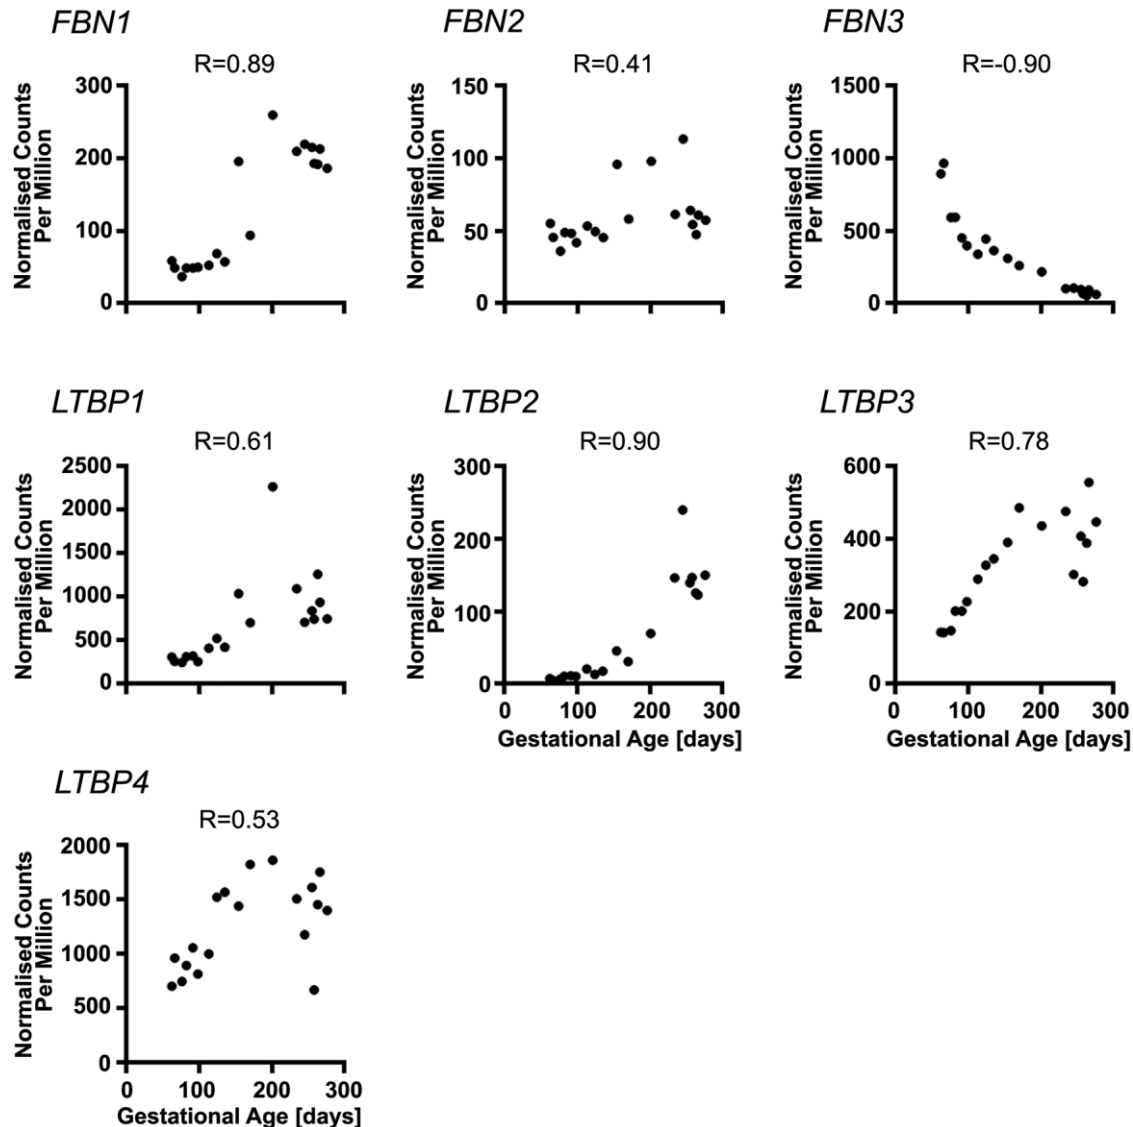 FBN1
FBN2
FBN3
R=0.89
R=0.41
R=-0.90
Normalised Counts
Per Million
300
200
100
0
Normalised Counts
Per Million
150
100
50
0
Normalised Counts
Per Million
1500
1000
500
0
LTBP1
LTBP2
LTBP3
R=0.61
R=0.90
R=0.78
Normalised Counts
Per Million
2500
2000
1500
1000
500
0
Normalised Counts
Per Million
300
200
100
0
0 100 200 300
Gestational Age [days]
Normalised Counts
Per Million
600
400
200
0
0 100 200 300
Gestational Age [days]
LTBP4
R=0.53
Normalised Counts
Per Million
2000
1500
1000
500
0
0 100 200 300
Gestational Age [days]